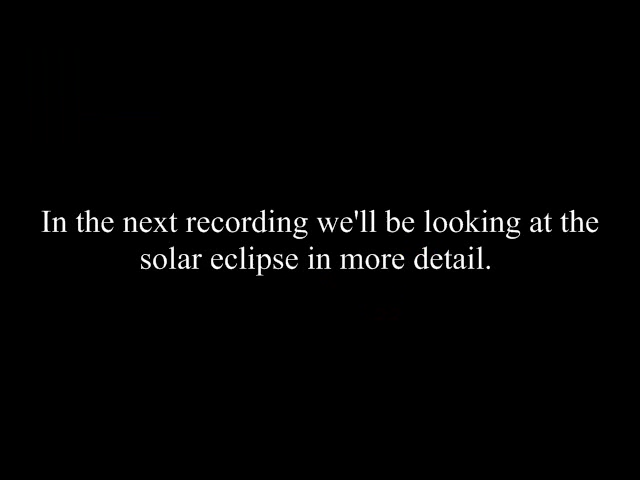 In the next recording we'll be looking at the
solar eclipse in more detail.